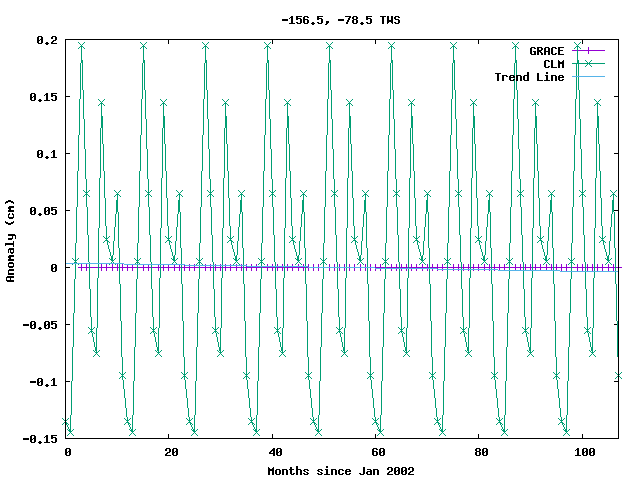 -156.5, -78.5 TWS
GRACE
CLM
Trend Line
0.2
0.15
0.1
0.05
0
-0.05
-0.1
-0.15
Anomaly (cm)
0 20 40 60 80 100
Months since Jan 2002